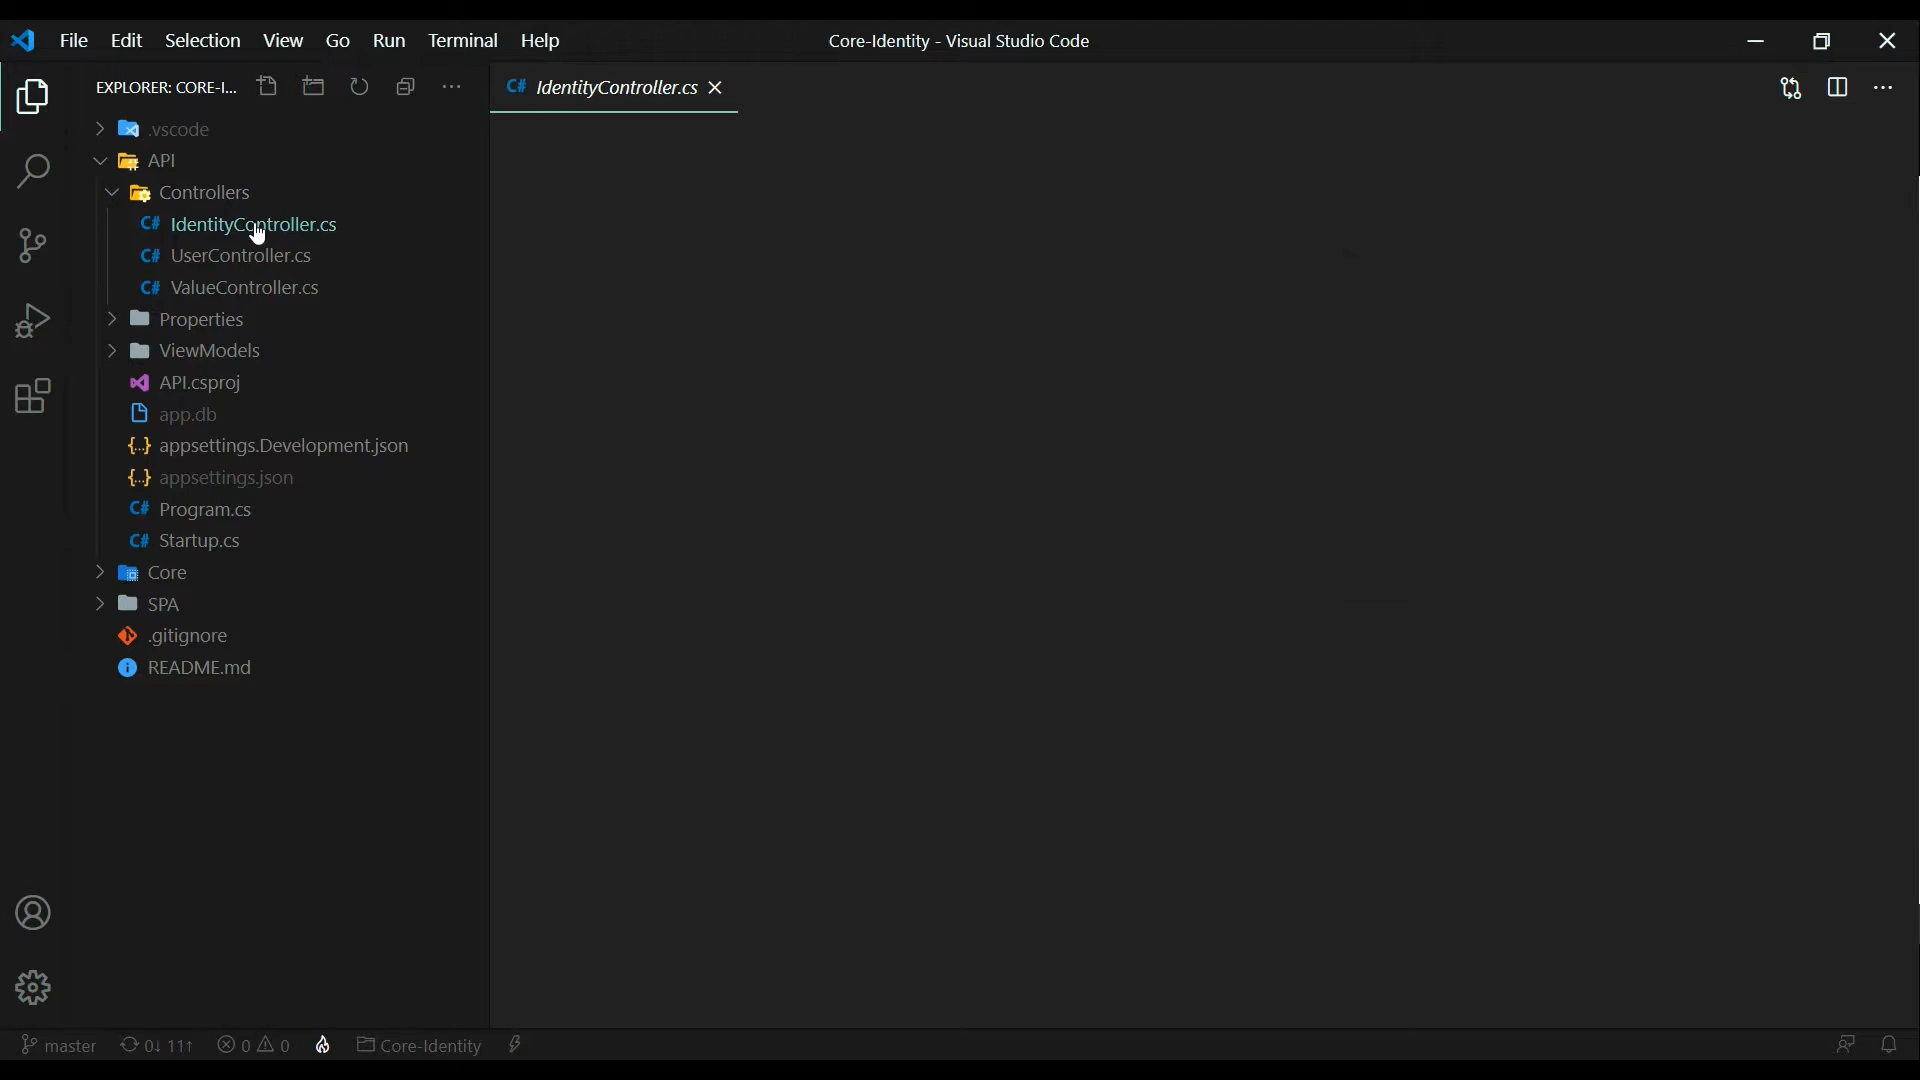 File Edit Selection View Go Run Terminal Help Core-Identity - Visual Studio Code
EXPLORER: CORE-I...
IdentityController.cs
.vscode
API
Controllers
IdentityController.cs
UserController.cs
ValueController.cs
Properties
ViewModels
API.csproj
app.db
appsettings.Development.json
appsettings.json
Program.cs
Startup.cs
Core
SPA
.gitignore
README.md
master 0↓ 11↑ 0 0 Core-Identity